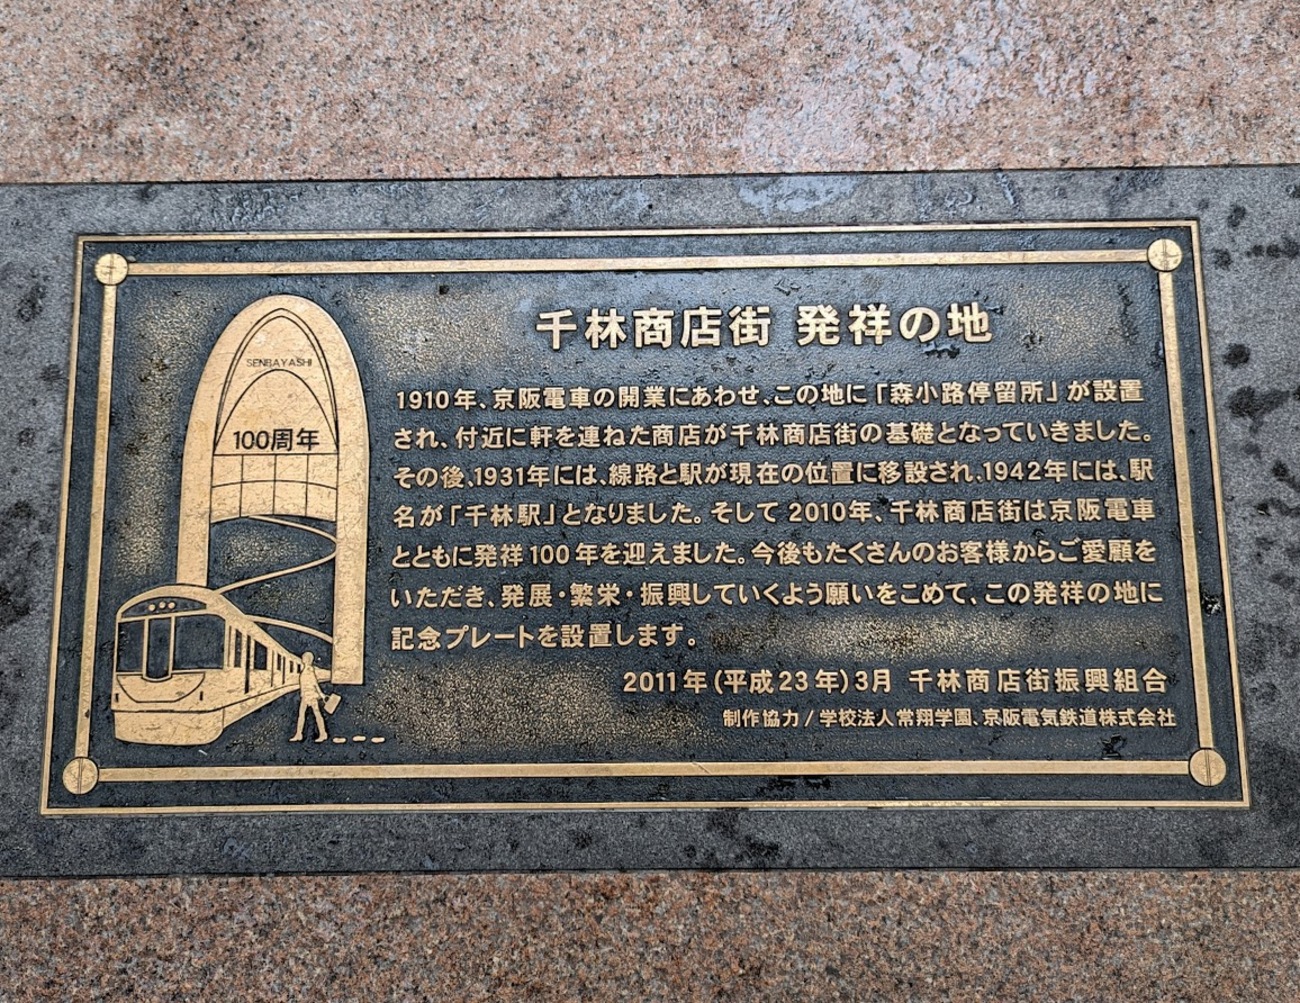 SENBAYASHI
100周年
千林商店街 発祥の地
1910年、京阪電車の開業にあわせ、この地に「森小路停留所」が設置
され、付近に軒を連ねた商店が千林商店街の基礎となっていきました。
その後、1931年には、線路と駅が現在の位置に移設され、1942年には、駅
名が「千林駅」となりました。そして2010年、千林商店街は京阪電車
とともに発祥100年を迎えました。今後もたくさんのお客様からご愛顧を
いただき、発展・繁栄・振興していくよう願いをこめて、この発祥の地に
記念プレートを設置します。
2011年(平成23年)3月 千林商店街振興組合
制作協力/学校法人常翔学園、京阪電気鉄道株式会社